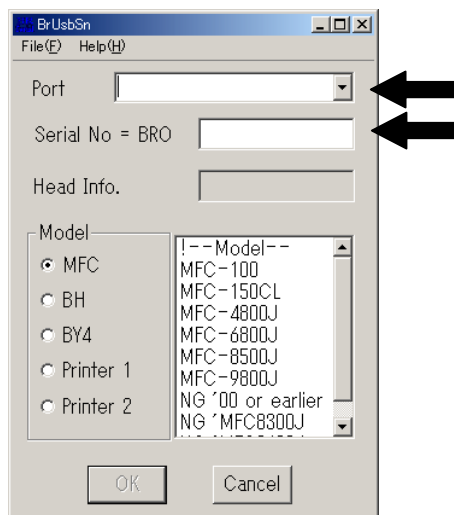 BrUsbSn
File(F) Help(H)
Port
Serial No = BRO
Head Info.
Model
MFC
BH
BY4
Printer 1
Printer 2
!--Model--
MFC-100
MFC-150CL
MFC-4800J
MFC-6800J
MFC-8500J
MFC-9800J
NG '00 or earlier
NG 'MFC8300J
OK
Cancel